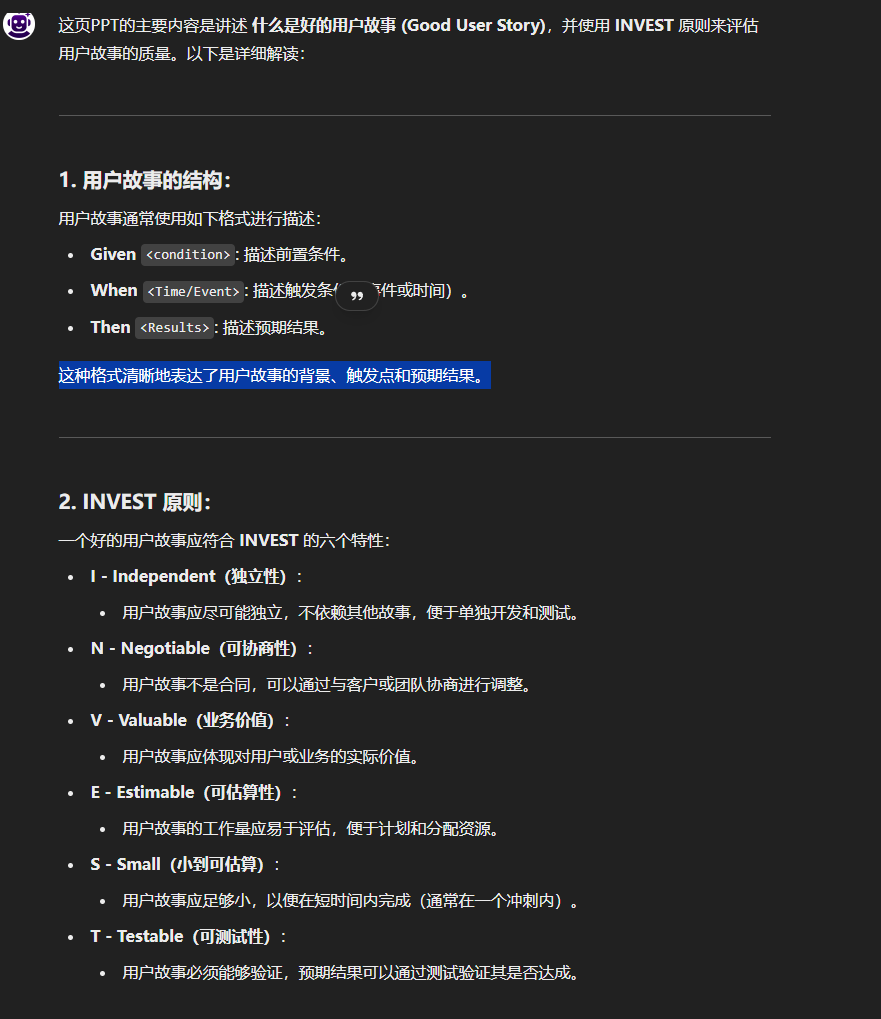 这页PPT的主要内容是讲述 什么是好的用户故事 (Good User Story)，并使用 INVEST 原则来评估
用户故事的质量。以下是详细解读：
1. 用户故事的结构：
用户故事通常使用如下格式进行描述：
• Given <condition>: 描述前置条件。
• When <Time/Event>: 描述触发条件或时间）。
• Then <Results>: 描述预期结果。
这种格式清晰地表达了用户故事的背景、触发点和预期结果。
2. INVEST 原则：
一个好的用户故事应符合 INVEST 的六个特性：
• I - Independent（独立性）：
• 用户故事应尽可能独立，不依赖其他故事，便于单独开发和测试。
• N - Negotiable（可协商性）：
• 用户故事不是合同，可以通过与客户或团队协商进行调整。
• V - Valuable（业务价值）：
• 用户故事应体现对用户或业务的实际价值。
• E - Estimable（可估算性）：
• 用户故事的工作量应易于评估，便于计划和分配资源。
• S - Small（小到可估算）：
• 用户故事应足够小，以便在短时间内完成（通常在一个冲刺内）。
• T - Testable（可测试性）：
• 用户故事必须能够验证，预期结果可以通过测试验证其是否达成。